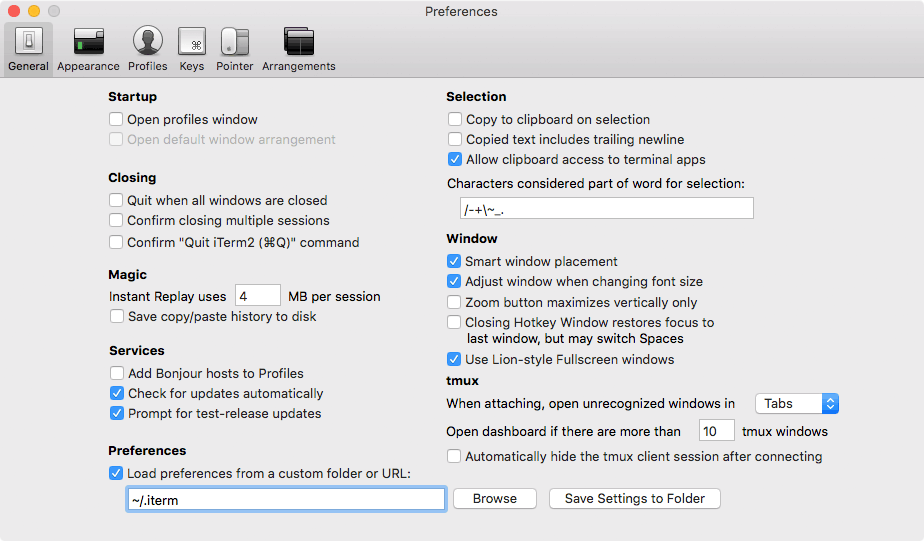 Preferences
General
Appearance
Profiles
Keys
Pointer
Arrangements
Startup
Open profiles window
Open default window arrangement
Closing
Quit when all windows are closed
Confirm closing multiple sessions
Confirm "Quit iTerm2 (⌘Q)" command
Magic
Instant Replay uses 4 MB per session
Save copy/paste history to disk
Services
Add Bonjour hosts to Profiles
Check for updates automatically
Prompt for test-release updates
Preferences
Load preferences from a custom folder or URL:
~/.iterm
Browse
Save Settings to Folder
Selection
Copy to clipboard on selection
Copied text includes trailing newline
Allow clipboard access to terminal apps
Characters considered part of word for selection:
/-+\~_.
Window
Smart window placement
Adjust window when changing font size
Zoom button maximizes vertically only
Closing Hotkey Window restores focus to
last window, but may switch Spaces
Use Lion-style Fullscreen windows
tmux
When attaching, open unrecognized windows in Tabs
Open dashboard if there are more than 10 tmux windows
Automatically hide the tmux client session after connecting